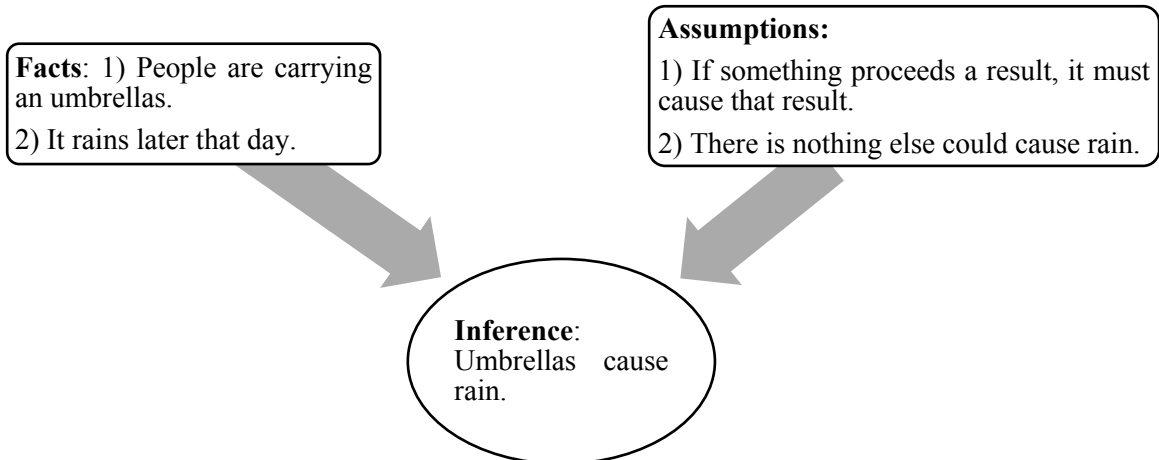 Facts: 1) People are carrying
an umbrellas.
2) It rains later that day.
Assumptions:
1) If something proceeds a result, it must
cause that result.
2) There is nothing else could cause rain.
Inference:
Umbrellas cause
rain.